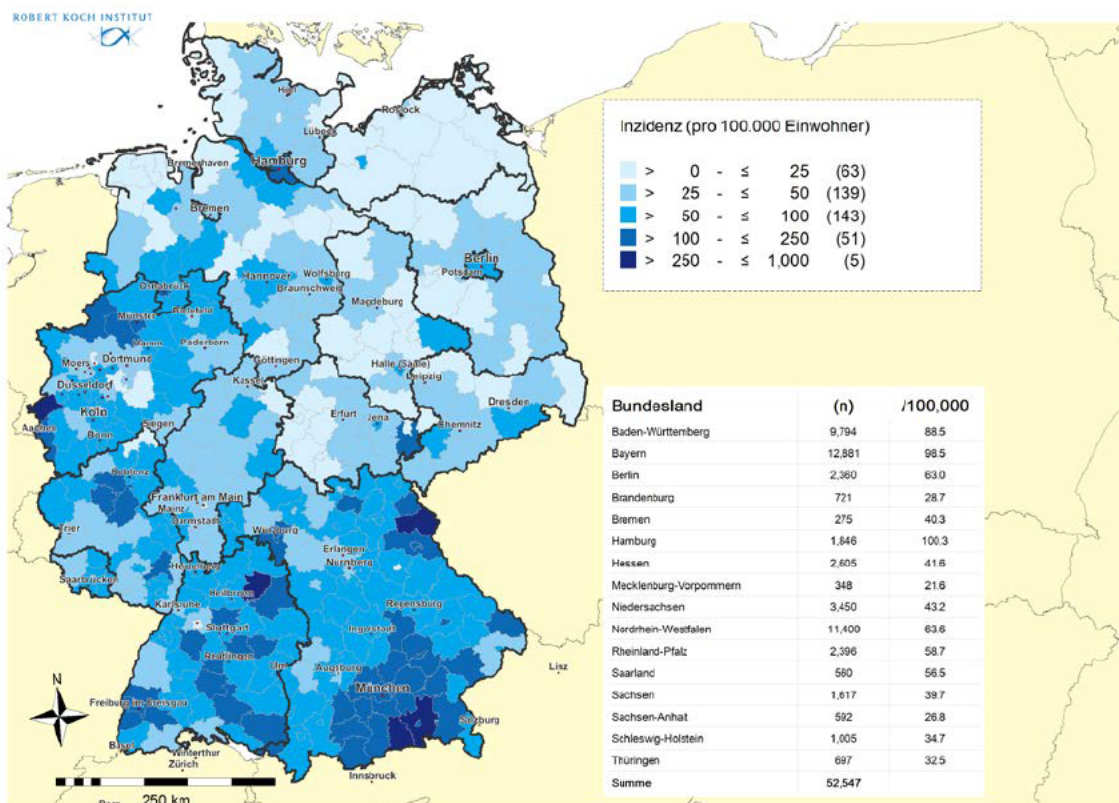 ROBERT KOCH INSTITUT
Inzidenz (pro 100.000 Einwohner)
> 0 - ≤ 25 (63)
> 25 - ≤ 50 (139)
> 50 - ≤ 100 (143)
> 100 - ≤ 250 (51)
> 250 - ≤ 1,000 (5)
Kiel
Rostock
Lübeck
Bremerhaven
Hamburg
Bremen
Berlin
Potsdam
Hannover
Wolfsburg
Braunschweig
Osnabrück
Magdeburg
Bielefeld
Münster
Hamm
Paderborn
Göttingen
Halle (Saale)
Moers
Dortmund
Leipzig
Kassel
Düsseldorf
Dresden
Köln
Erfurt
Jena
Aachen
Siegen
Chemnitz
Bonn
Koblenz
Frankfurt am Main
Mainz
Darmstadt
Trier
Würzburg
Erlangen
Nürnberg
Heidelberg
Saarbrücken
Heilbronn
Karlsruhe
Regensburg
Stuttgart
Ingolstadt
Reutlingen
Ulm
Augsburg
Linz
München
N
Freiburg im Breisgau
Salzburg
Basel
Winterthur
Zürich
Innsbruck
250 km
Bundesland (n) /100,000
Baden-Württemberg 9,794 88.5
Bayern 12,881 98.5
Berlin 2,360 63.0
Brandenburg 721 28.7
Bremen 275 40.3
Hamburg 1,846 100.3
Hessen 2,605 41.6
Mecklenburg-Vorpommern 348 21.6
Niedersachsen 3,450 43.2
Nordrhein-Westfalen 11,400 63.6
Rheinland-Pfalz 2,396 58.7
Saarland 560 56.5
Sachsen 1,617 39.7
Sachsen-Anhat 592 26.8
Schleswig-Holstein 1,005 34.7
Thüringen 697 32.5
Summe 52,547